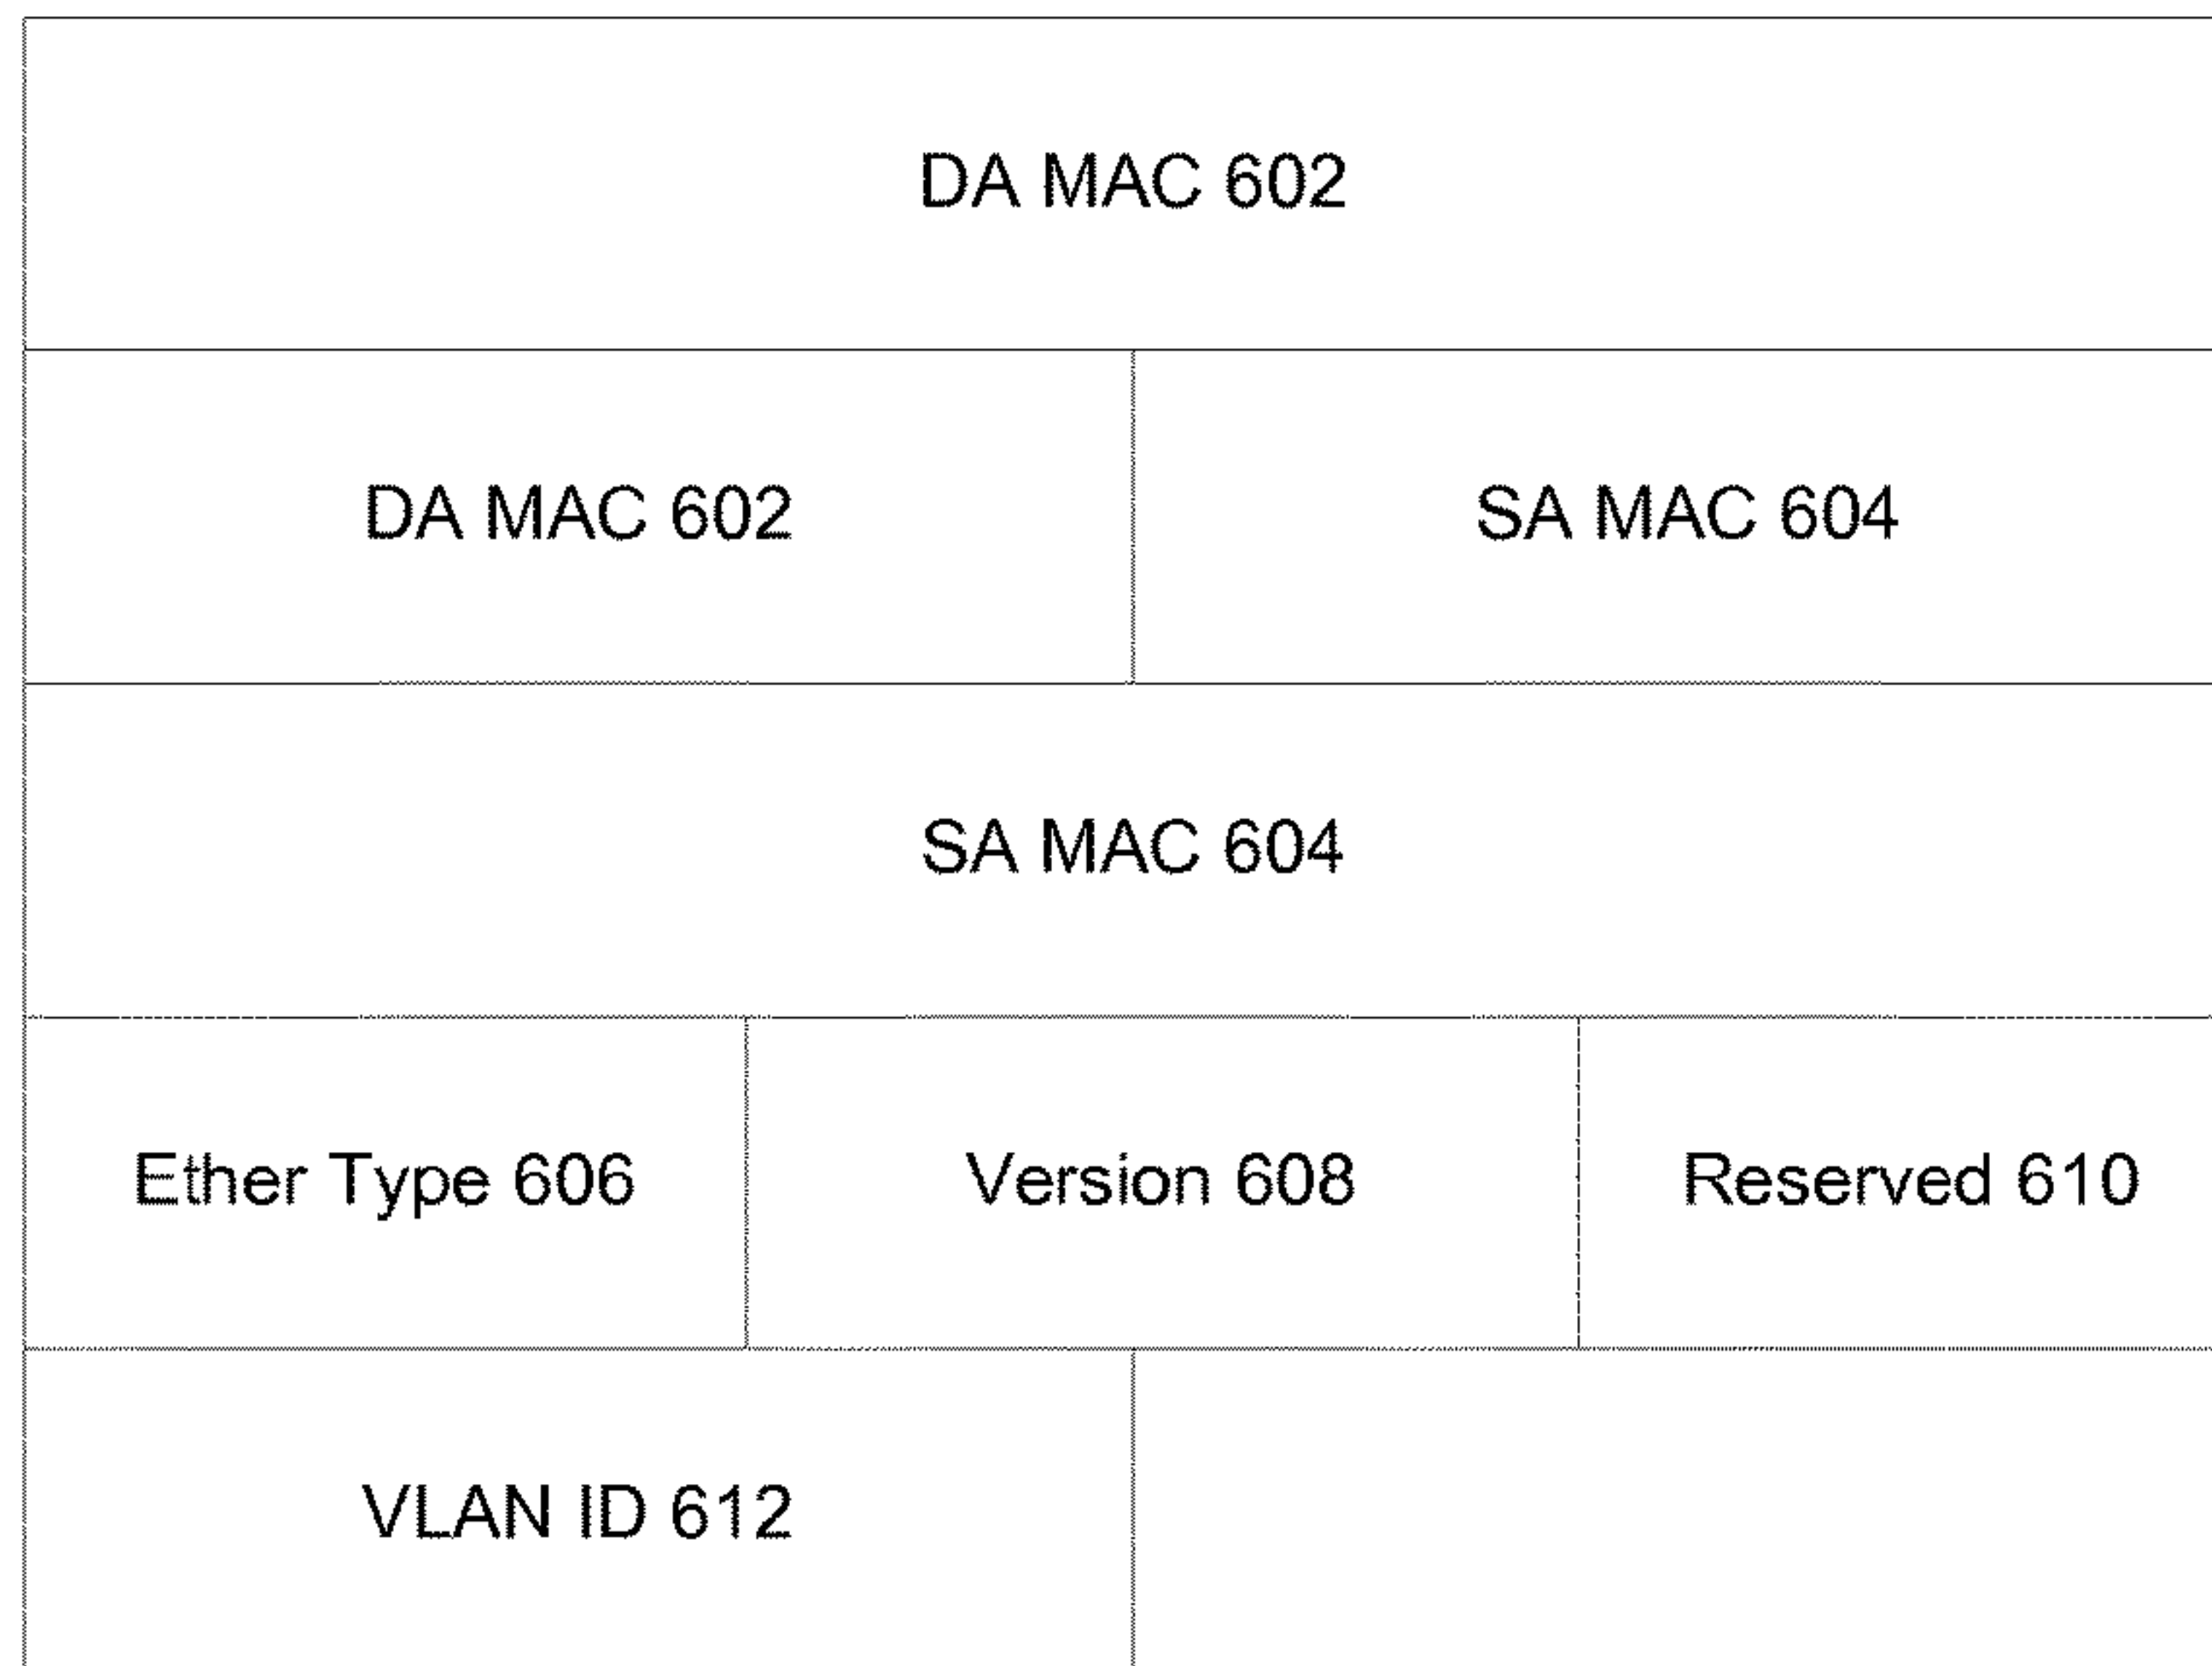 DA MAC 602
DA MAC 602 SA MAC 604
SA MAC 604
Ether Type 606 Version 608 Reserved 610
VLAN ID 612